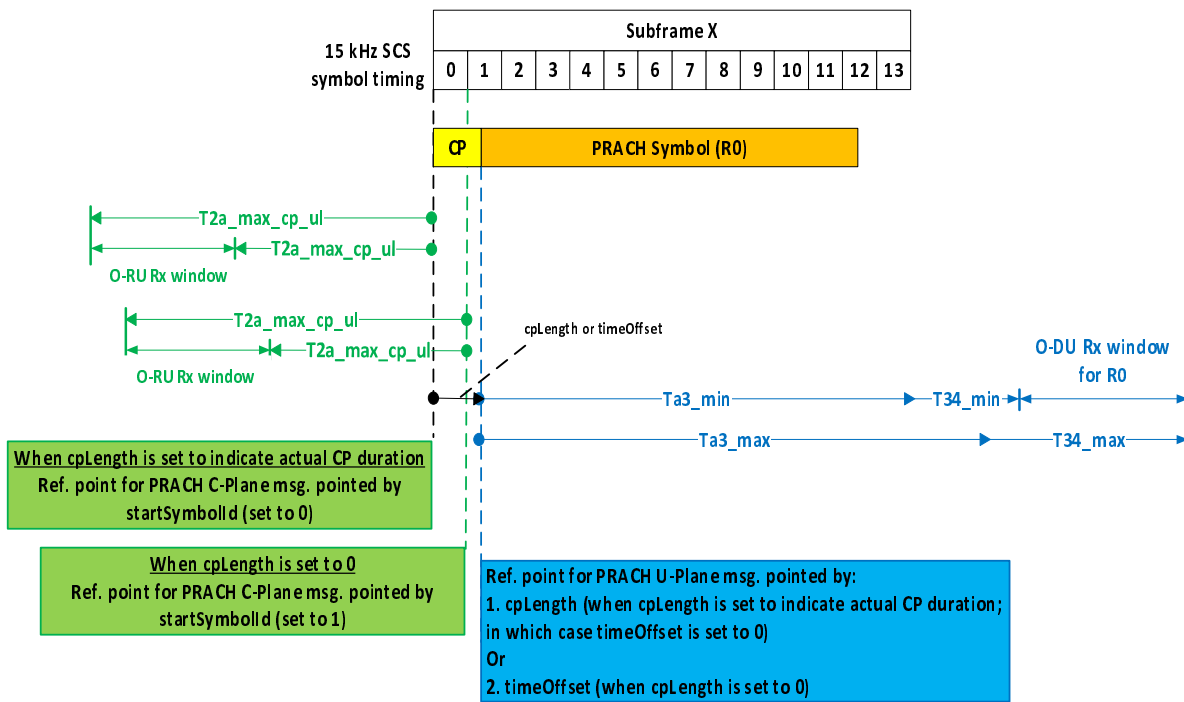 Subframe X
15 kHz SCS
symbol timing
0 1 2 3 4 5 6 7 8 9 10 11 12 13
CP
PRACH Symbol (R0)
T2a_max_cp_ul
T2a_max_cp_ul
O-RU Rx window
T2a_max_cp_ul
T2a_max_cp_ul
O-RU Rx window
cpLength or timeOffset
O-DU Rx window
for R0
Ta3_min
T34_min
Ta3_max
T34_max
When cpLength is set to indicate actual CP duration
Ref. point for PRACH C-Plane msg. pointed by
startSymbolId (set to 0)
When cpLength is set to 0
Ref. point for PRACH C-Plane msg. pointed by
startSymbolId (set to 1)
Ref. point for PRACH U-Plane msg. pointed by:
1. cpLength (when cpLength is set to indicate actual CP duration;
in which case timeOffset is set to 0)
Or
2. timeOffset (when cpLength is set to 0)